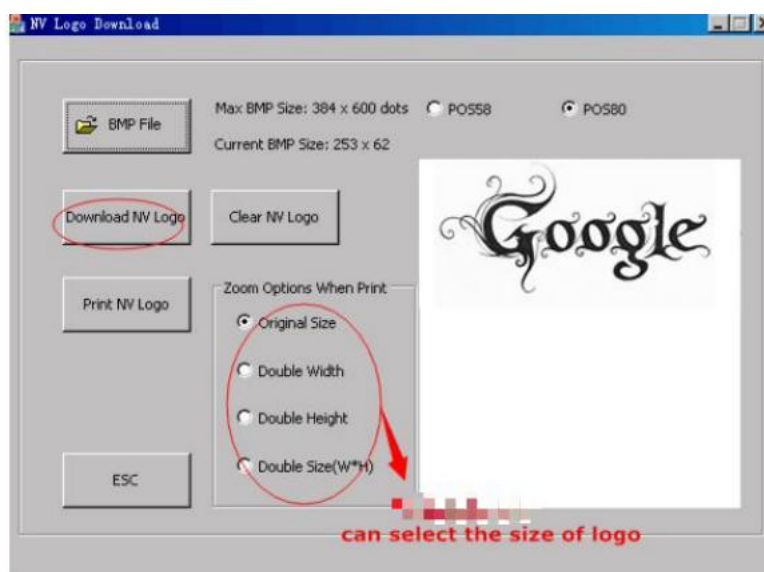 NV Logo Download
BMP File
Max BMP Size: 384 x 600 dots
POS58
POS80
Current BMP Size: 253 x 62
Download NV Logo
Clear NV Logo
Google
Print NV Logo
Zoom Options When Print
Original Size
Double Width
Double Height
Double Size(W*H)
ESC
can select the size of logo